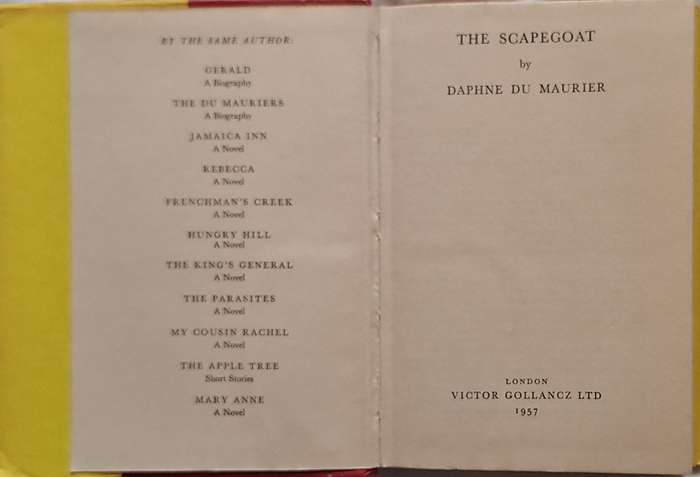 BY THE SAME AUTHOR:
GERALD
A Biography
THE DU MAURIERS
A Biography
JAMAICA INN
A Novel
REBECCA
A Novel
FRENCHMAN'S CREEK
A Novel
HUNGRY HILL
A Novel
THE KING'S GENERAL
A Novel
THE PARASITES
A Novel
MY COUSIN RACHEL
A Novel
THE APPLE TREE
Short Stories
MARY ANNE
A Novel
THE SCAPEGOAT
by
DAPHNE DU MAURIER
LONDON
VICTOR GOLLANCZ LTD
1957